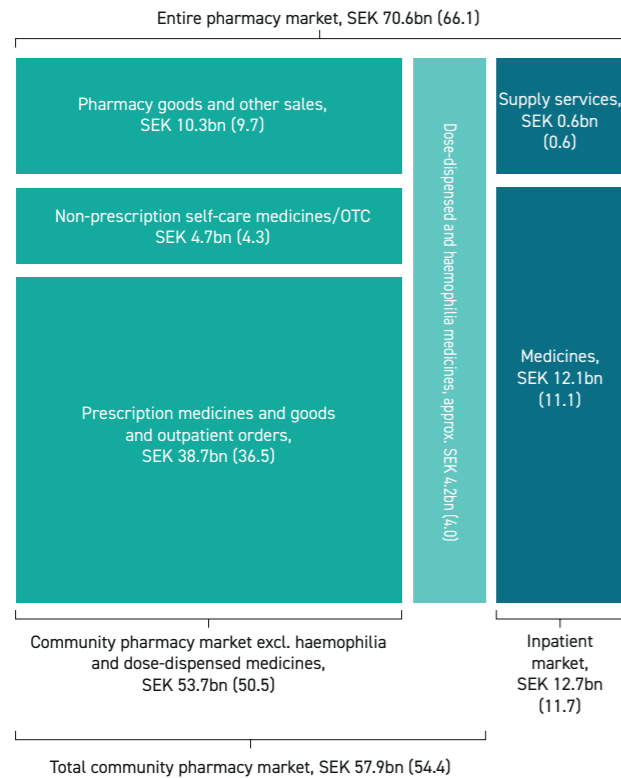 Entire pharmacy market, SEK 70.6bn (66.1)
Pharmacy goods and other sales,
SEK 10.3bn (9.7)
Non-prescription self-care medicines/OTC
SEK 4.7bn (4.3)
Prescription medicines and goods
and outpatient orders,
SEK 38.7bn (36.5)
Dose-dispensed and haemophilia medicines, approx. SEK 4.2bn (4.0)
Supply services,
SEK 0.6bn
(0.6)
Medicines,
SEK 12.1bn
(11.1)
Community pharmacy market excl. haemophilia
and dose-dispensed medicines,
SEK 53.7bn (50.5)
Inpatient
market,
SEK 12.7bn
(11.7)
Total community pharmacy market, SEK 57.9bn (54.4)